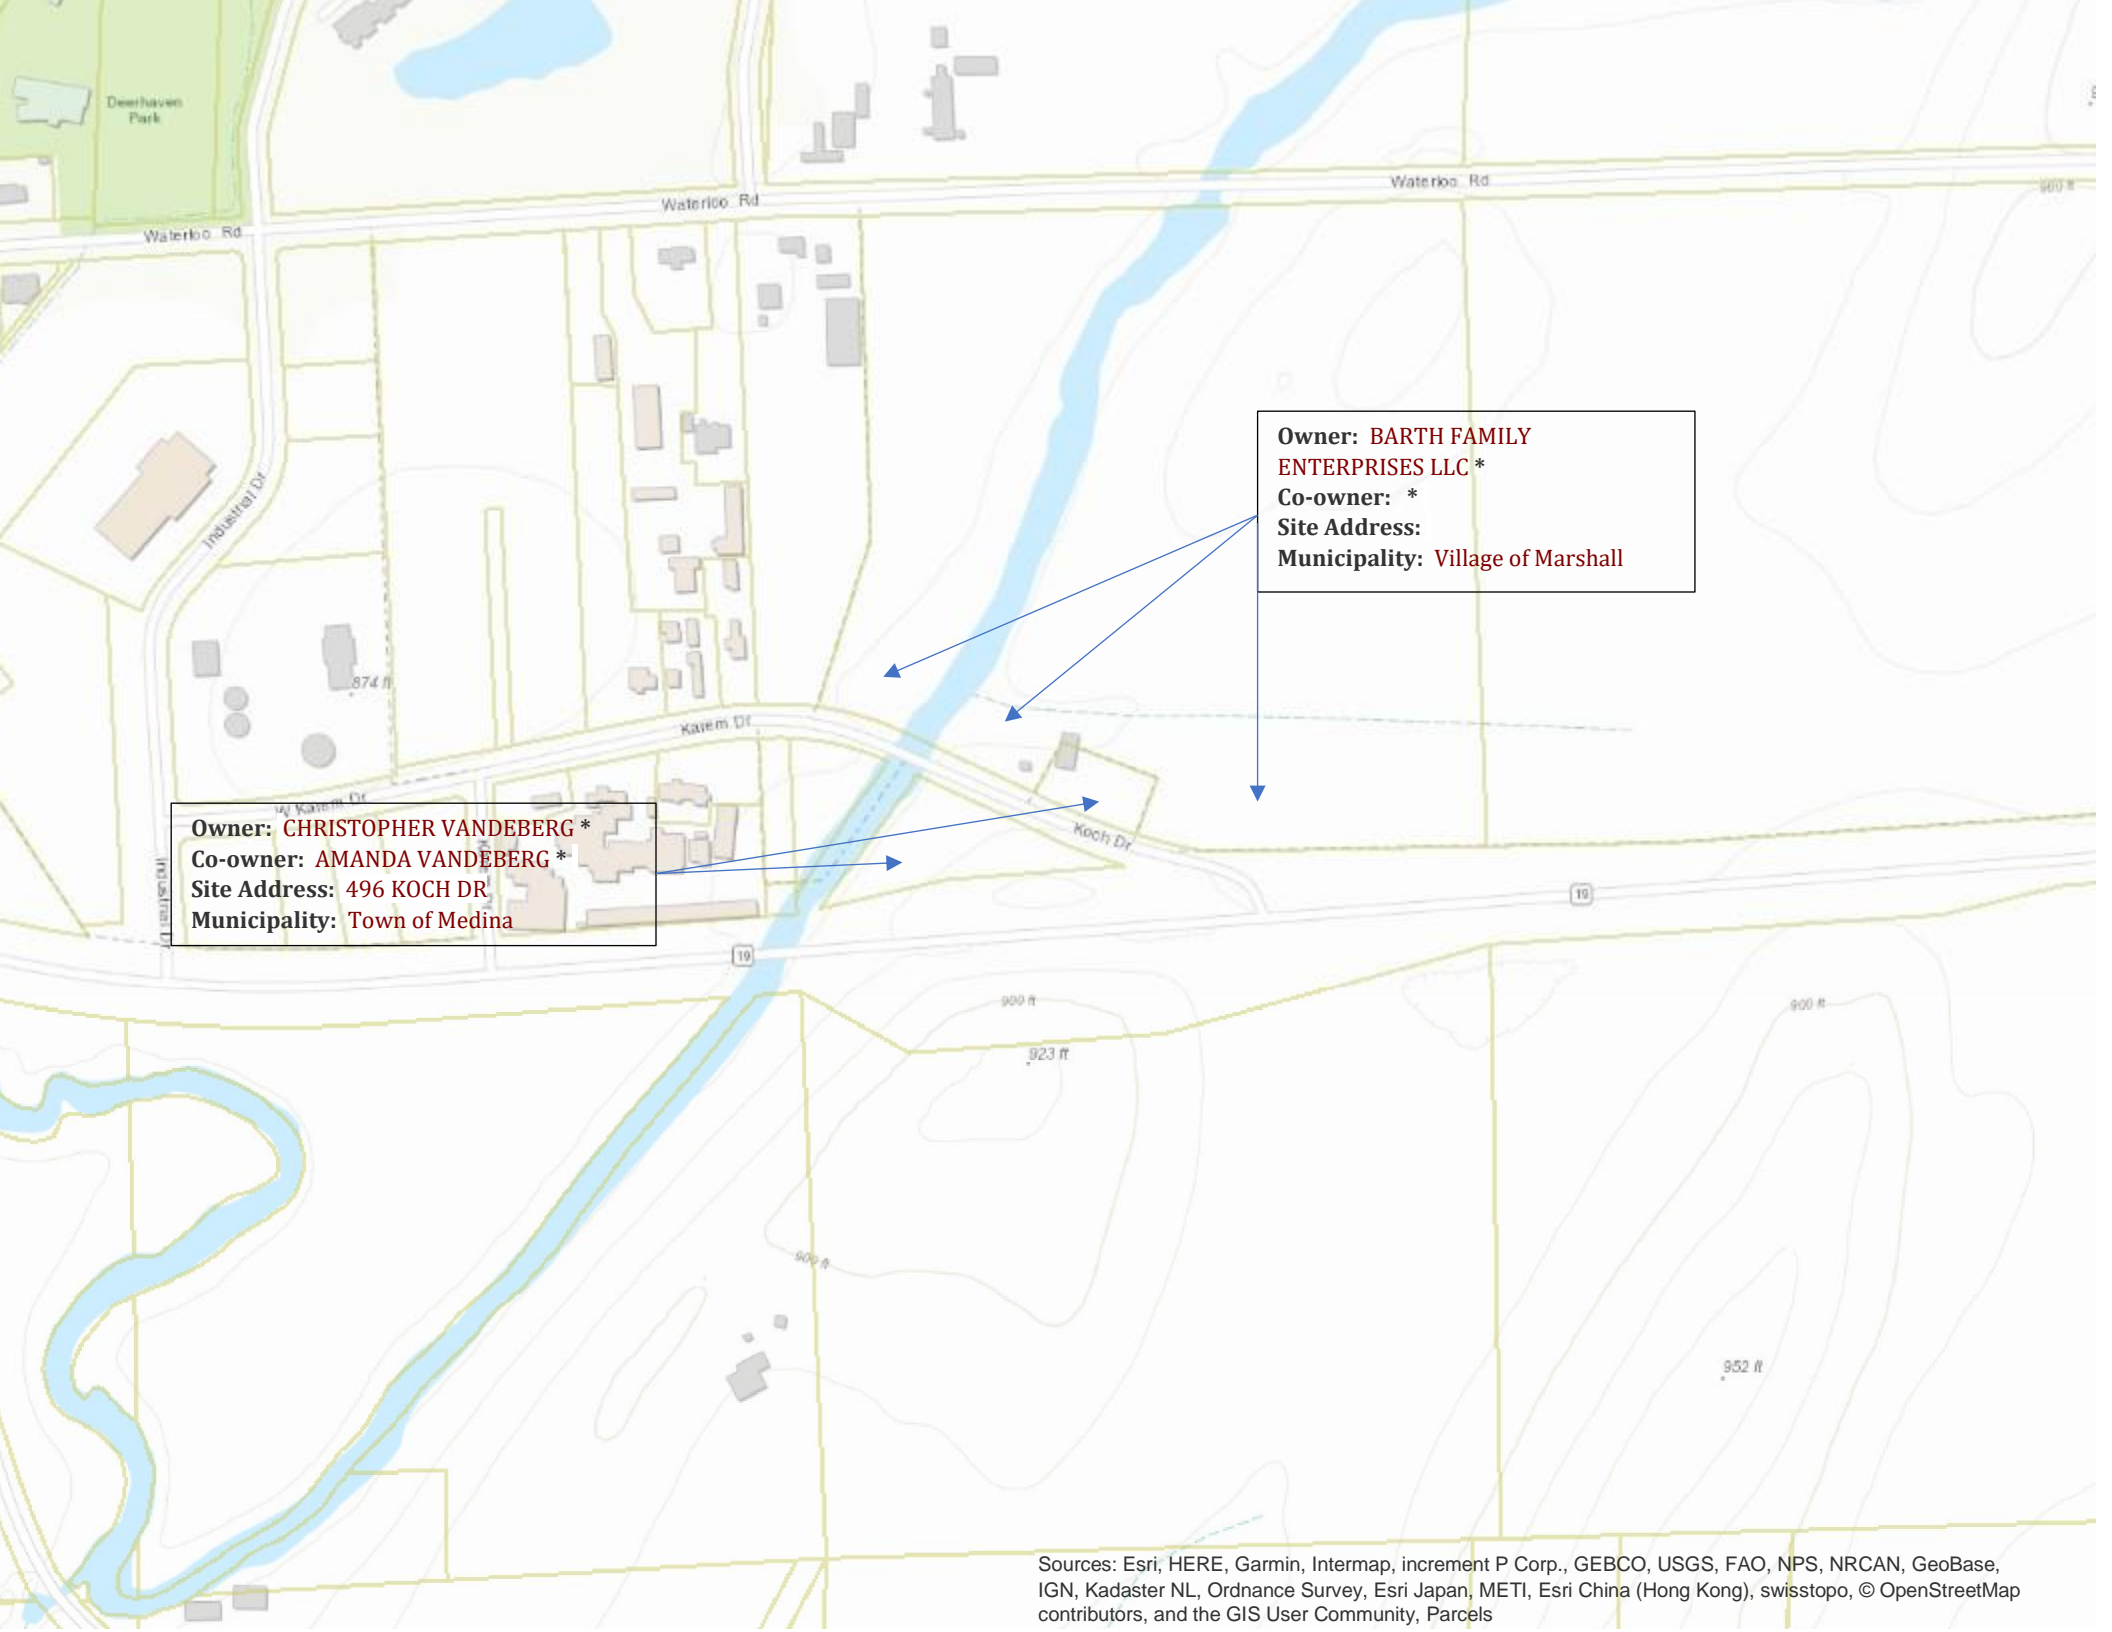 Deerhaven
Park
Waterloo Rd
Waterloo Rd
Waterloo Rd
900 ft
Industrial Dr
Owner: BARTH FAMILY
ENTERPRISES LLC *
Co-owner: *
Site Address:
Municipality: Village of Marshall
874 ft
Karem Dr
W Karem Dr
Koch Dr
Owner: CHRISTOPHER VANDEBERG *
Co-owner: AMANDA VANDEBERG *
Site Address: 496 KOCH DR
Municipality: Town of Medina
Industrial Dr
19
19
900 ft
900 ft
923 ft
900 ft
952 ft
Sources: Esri, HERE, Garmin, Intermap, increment P Corp., GEBCO, USGS, FAO, NPS, NRCAN, GeoBase,
IGN, Kadaster NL, Ordnance Survey, Esri Japan, METI, Esri China (Hong Kong), swisstopo, © OpenStreetMap
contributors, and the GIS User Community, Parcels